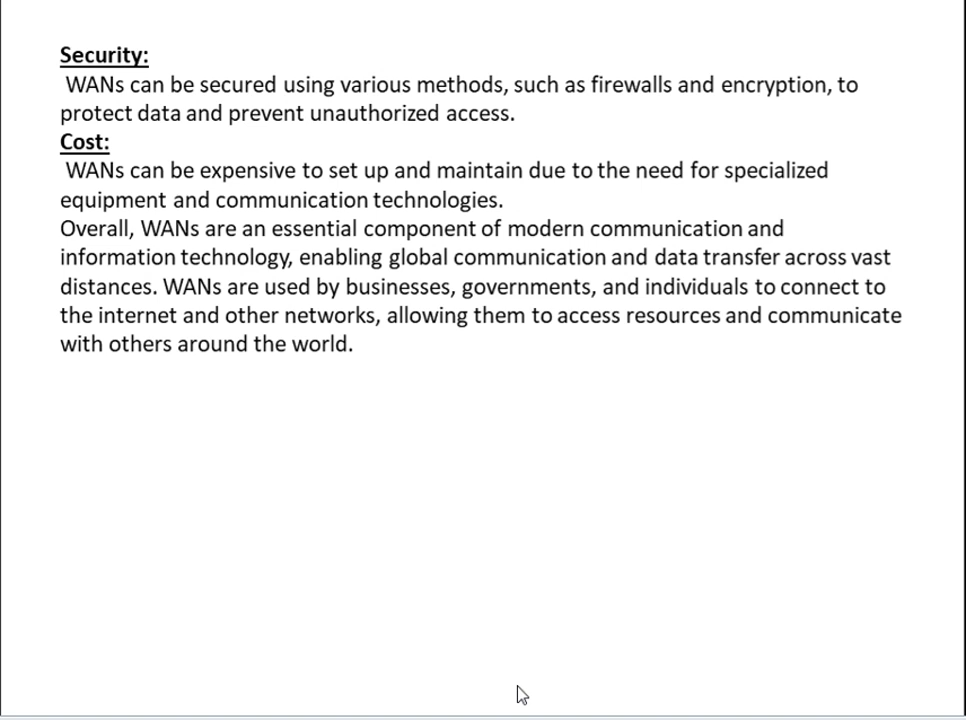 Security:
WANs can be secured using various methods, such as firewalls and encryption, to
protect data and prevent unauthorized access.
Cost:
WANs can be expensive to set up and maintain due to the need for specialized
equipment and communication technologies.
Overall, WANs are an essential component of modern communication and
information technology, enabling global communication and data transfer across vast
distances. WANs are used by businesses, governments, and individuals to connect to
the internet and other networks, allowing them to access resources and communicate
with others around the world.